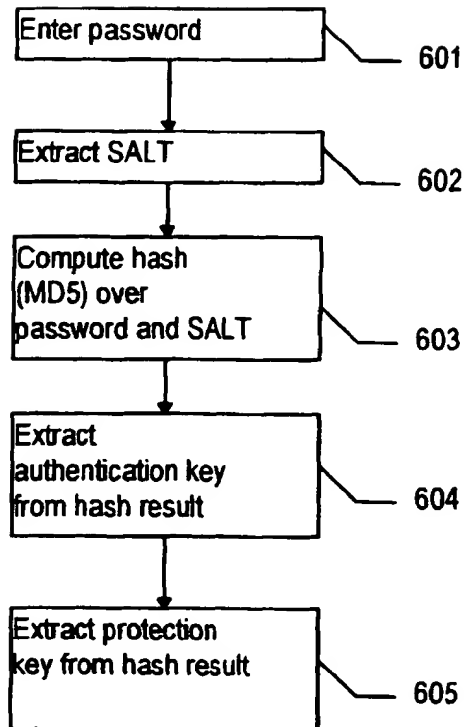 Enter password
601
Extract SALT
602
Compute hash
(MD5) over
password and SALT
603
Extract
authentication key
from hash result
604
Extract protection
key from hash result
605